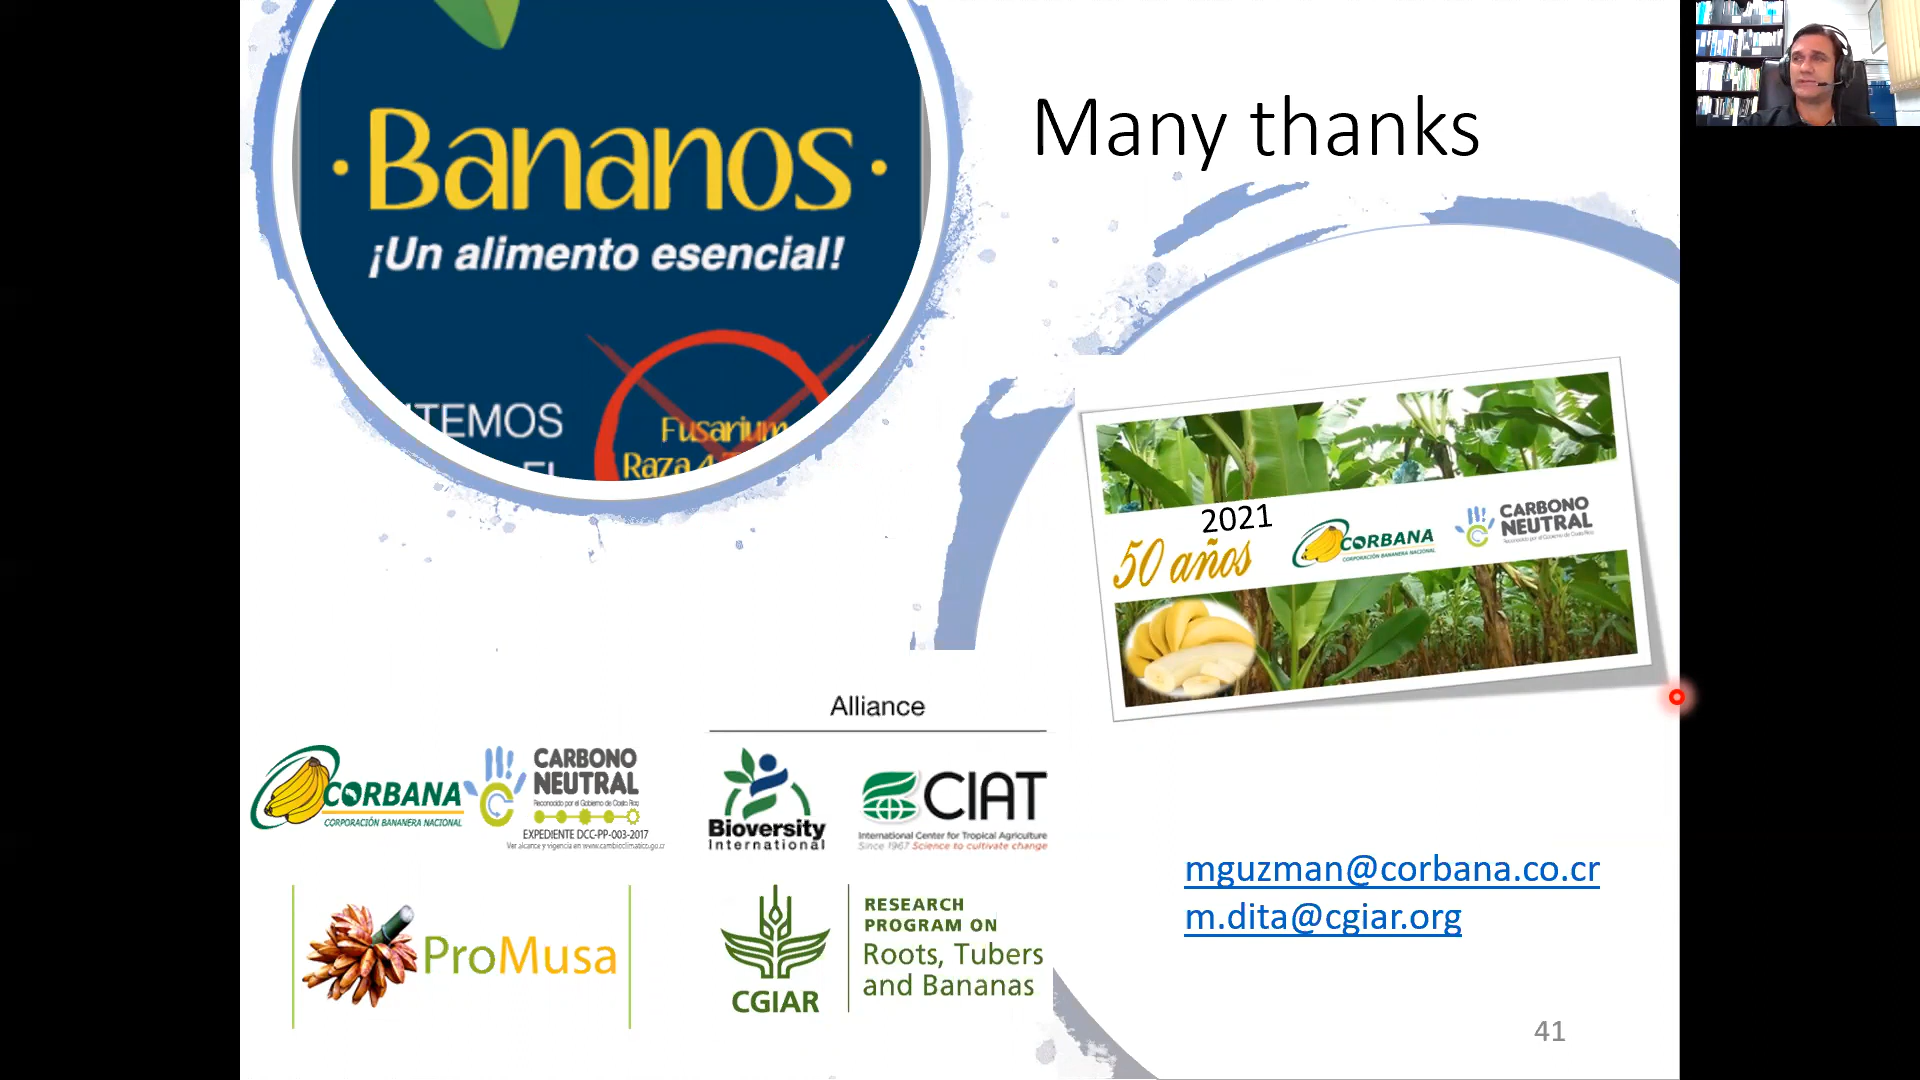 Many thanks
·Bananos·
¡Un alimento esencial!
ITEMOS
EL
Fusarium
Raza 4
2021
50 años
CORBANA
CORPORACIÓN BANANERA NACIONAL
CARBONO
NEUTRAL
Reconocido por el Gobierno de Costa Rica
Alliance
CORBANA
CORPORACIÓN BANANERA NACIONAL
CARBONO
NEUTRAL
Reconocido por el Gobierno de Costa Rica
EXPEDIENTE DCC-PP-003-2017
Ver alcance y vigencia en www.cambioclimaticocr.go.cr
Bioversity
International
CIAT
International Center for Tropical Agriculture
Since 1967 Science to cultivate change
ProMusa
CGIAR
RESEARCH
PROGRAM ON
Roots, Tubers
and Bananas
mguzman@corbana.co.cr
m.dita@cgiar.org
41